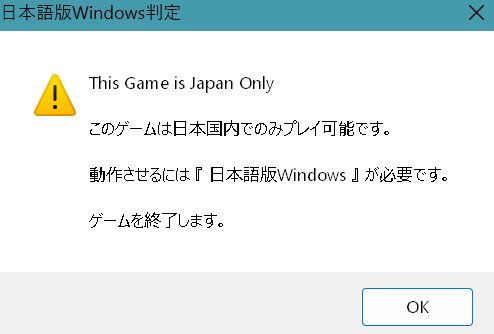 日本語版Windows判定
This Game is Japan Only
このゲームは日本国内でのみプレイ可能です。
動作させるには『 日本語版Windows 』が必要です。
ゲームを終了します。
OK